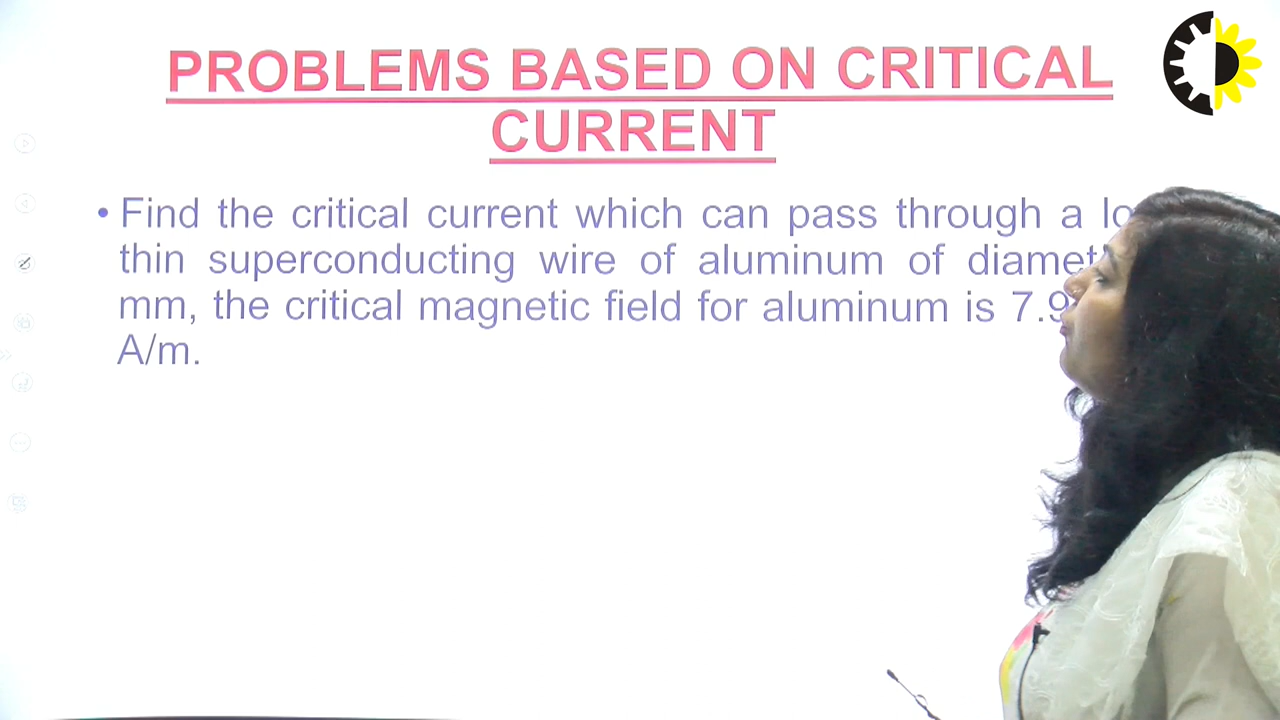 PROBLEMS BASED ON CRITICAL
CURRENT
• Find the critical current which can pass through a
thin superconducting wire of aluminum of
mm, the critical magnetic field for aluminum is
A/m.